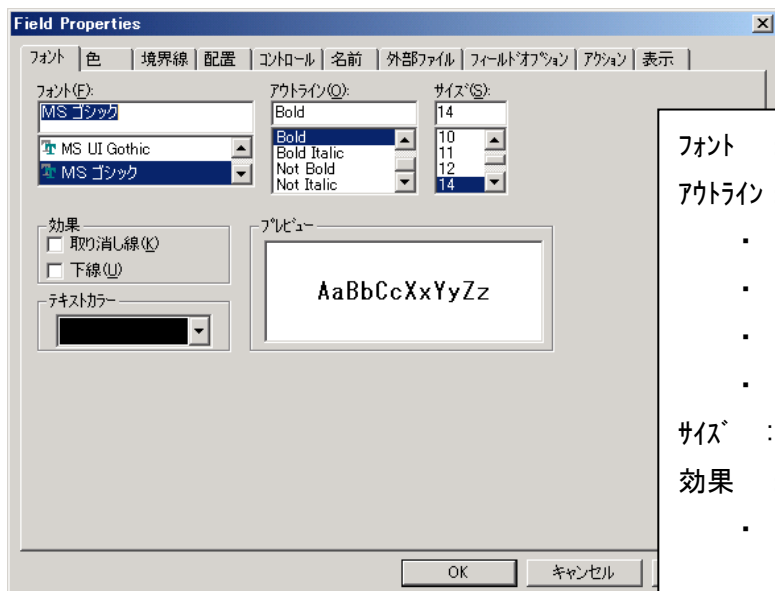 Field Properties
フォント 色 境界線 配置 コントロール 名前 外部ファイル フィールドオプション アクション 表示
フォント(F): アウトライン(O): サイズ(S):
MS ゴシック Bold 14
MS UI Gothic Bold 10
MS ゴシック Bold Italic 11
Not Bold 12
Not Italic 14
効果
取り消し線(K)
下線(U)
テキストカラー
プレビュー
AaBbCcXxYyZz
OK キャンセル
フォント
アウトライン
・
・
・
・
サイズ :
効果
・